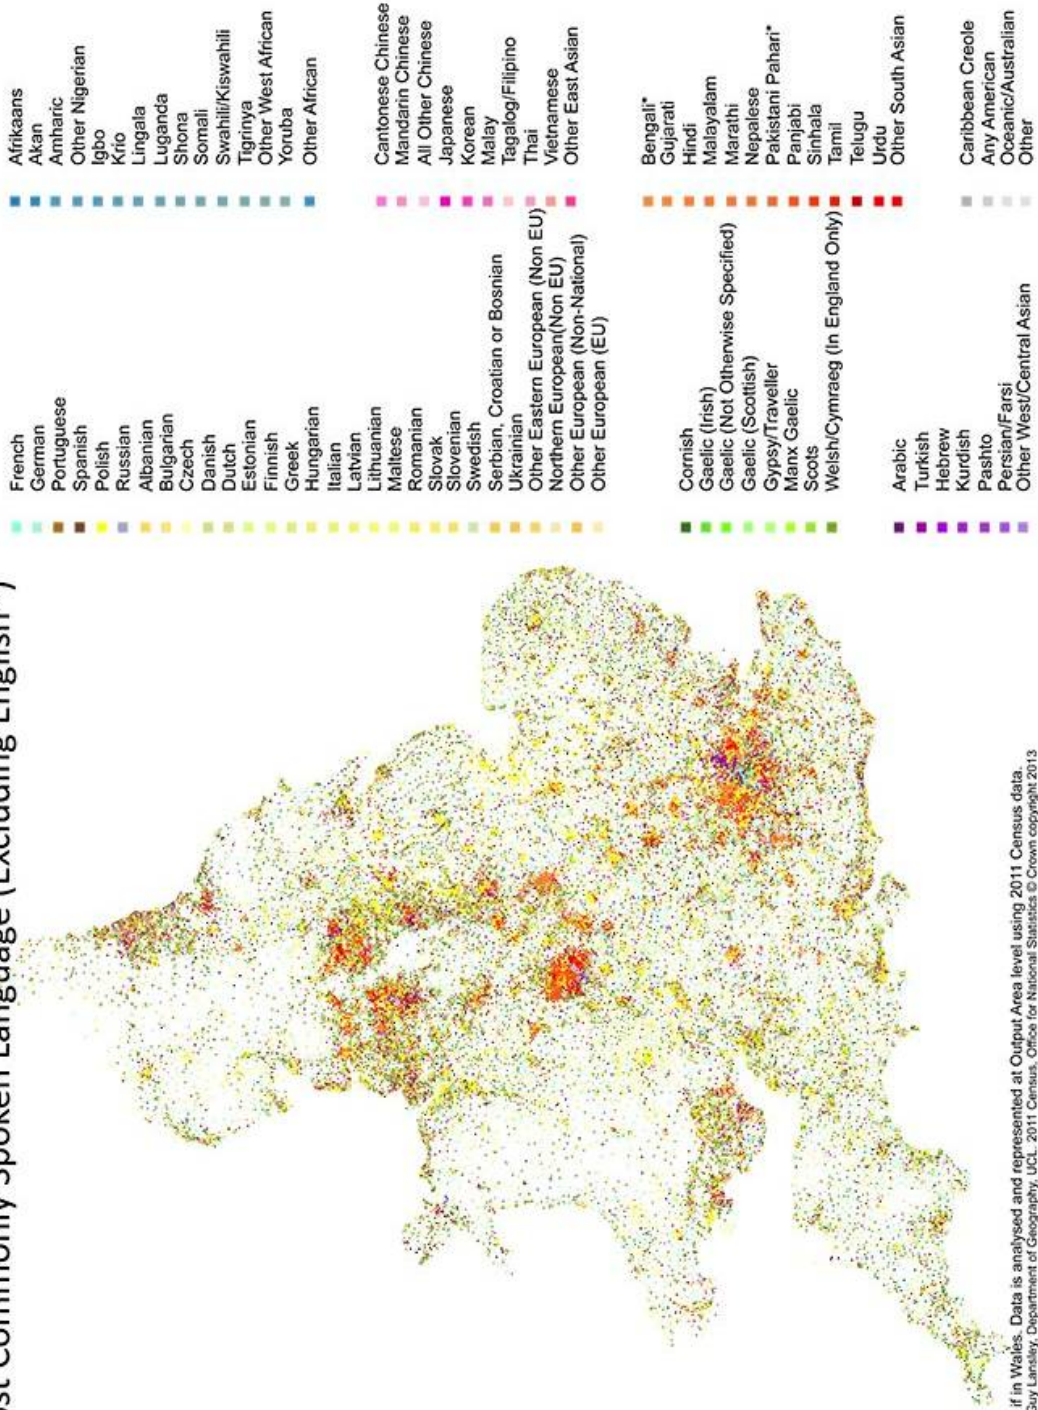 st Commonly Spoken Language (Excluding English
French
German
Portuguese
Spanish
Polish
Russian
Albanian
Bulgarian
Czech
Danish
Dutch
Estonian
Finnish
Greek
Hungarian
Italian
Latvian
Lithuanian
Maltese
Romanian
Slovak
Slovenian
Swedish
Serbian, Croatian or Bosnian
Ukrainian
Other Eastern European (Non EU)
Northern European(Non EU)
Other European (Non-National)
Other European (EU)
Cornish
Gaelic (Irish)
Gaelic (Not Otherwise Specified)
Gaelic (Scottish)
Gypsy/Traveller
Manx Gaelic
Scots
Welsh/Cymraeg (In England Only)
Arabic
Turkish
Hebrew
Kurdish
Pashto
Persian/Farsi
Other West/Central Asian
Afrikaans
Akan
Amharic
Other Nigerian
Igbo
Krio
Lingala
Luganda
Shona
Somali
Swahili/Kiswahili
Tigrinya
Other West African
Yoruba
Other African
Cantonese Chinese
Mandarin Chinese
All Other Chinese
Japanese
Korean
Malay
Tagalog/Filipino
Thai
Vietnamese
Other East Asian
Bengali*
Gujarati
Hindi
Malayalam
Marathi
Nepalese
Pakistani Pahari*
Panjabi
Sinhala
Tamil
Telugu
Urdu
Other South Asian
Caribbean Creole
Any American
Oceanic/Australian
Other
if in Wales. Data is analysed and represented at Output Area level using 2011 Census data.
Guy Lansley, Department of Geography, UCL. 2011 Census, Office for National Statistics © Crown copyright 2013